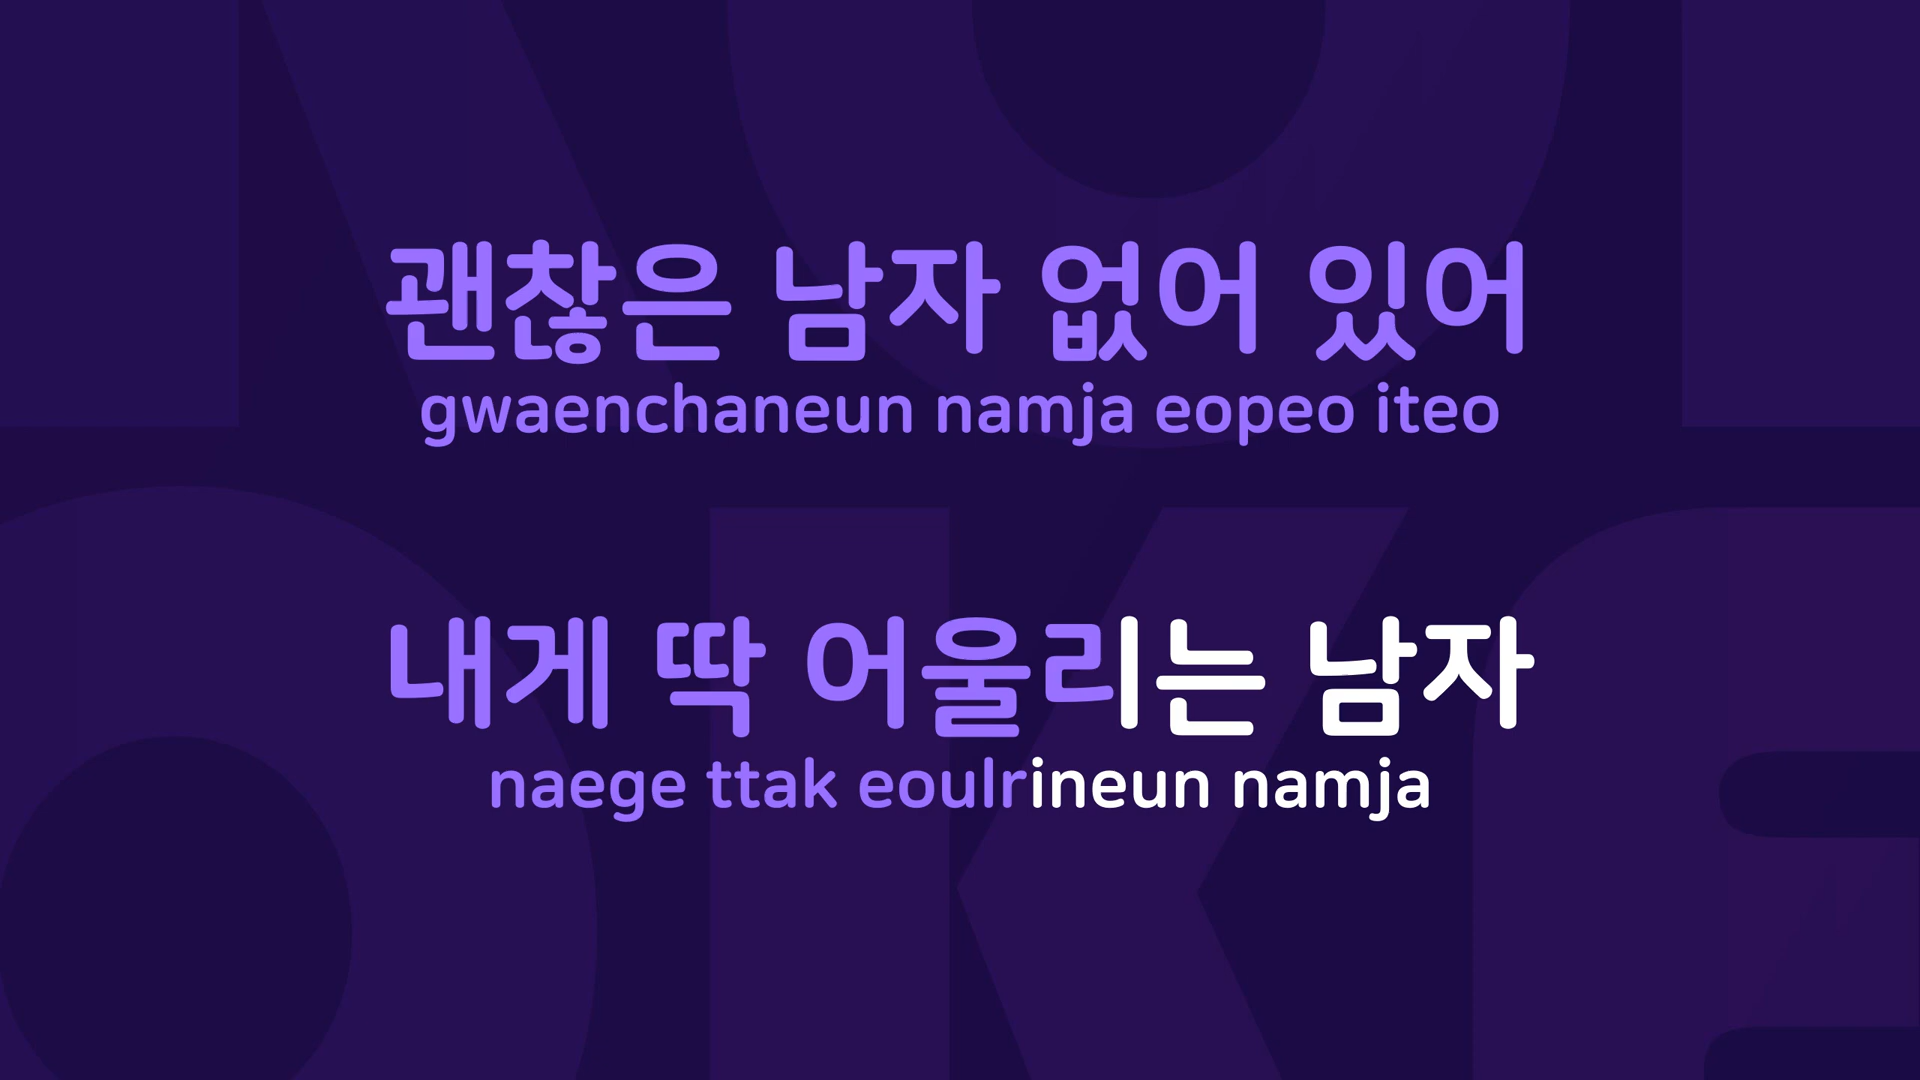 괜찮은 남자 없어 있어
gwaenchaneun namja eopeo iteo
내게 딱 어울리는 남자
naege ttak eoulrineun namja